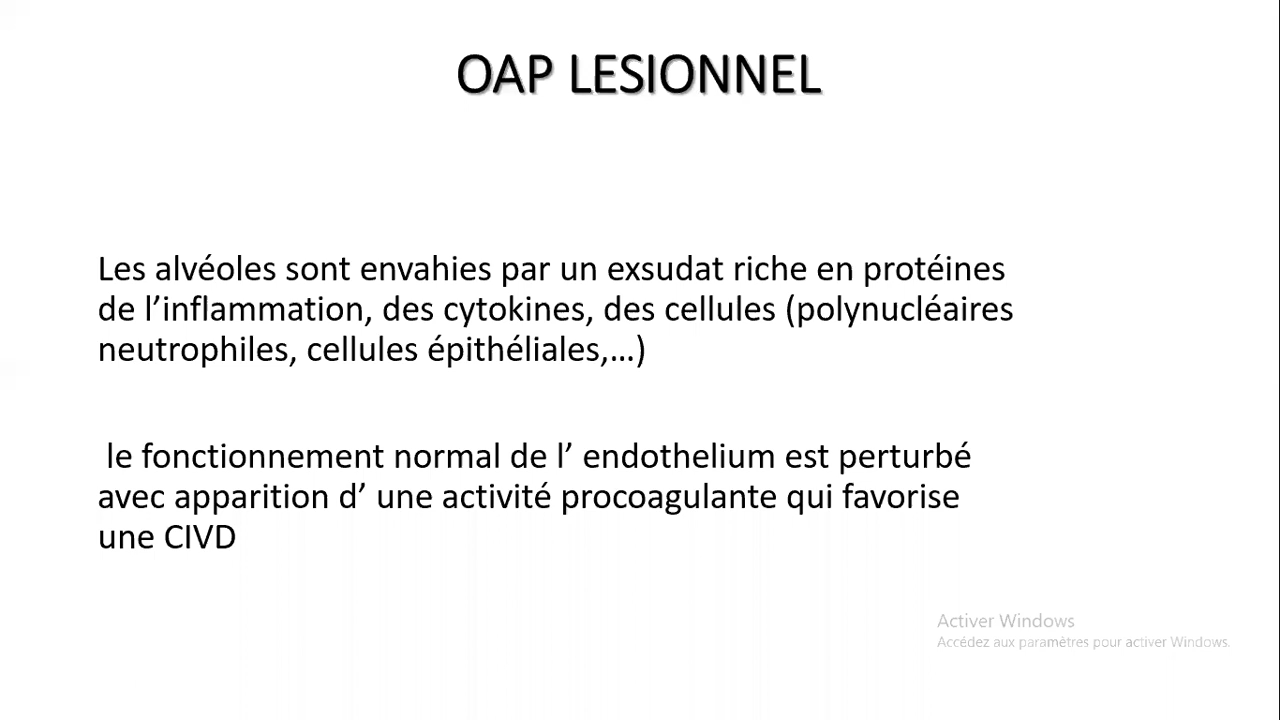 OAP LESIONNEL
Les alvéoles sont envahies par un exsudat riche en protéines
de l’inflammation, des cytokines, des cellules (polynucléaires
neutrophiles, cellules épithéliales,…)
le fonctionnement normal de l’ endothelium est perturbé
avec apparition d’ une activité procoagulante qui favorise
une CIVD
Activer Windows
Accédez aux paramètres pour activer Windows.